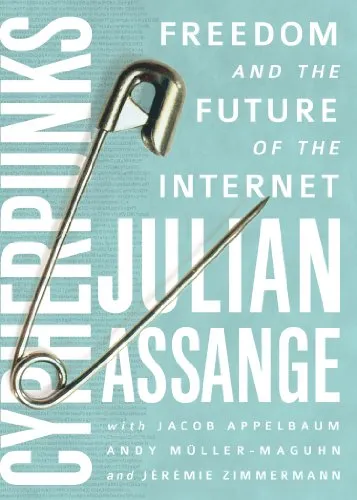 CYPHERPUNKS
FREEDOM
AND THE
FUTURE
OF THE
INTERNET
JULIAN
ASSANGE
with JACOB APPELBAUM
ANDY MÜLLER-MAGUHN
and JÉRÉMIE ZIMMERMANN